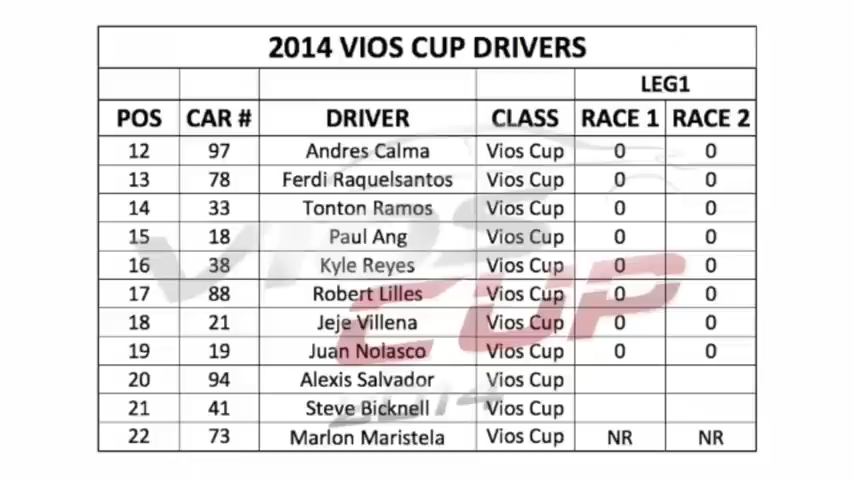 2014 VIOS CUP DRIVERS
LEG1
POS CAR # DRIVER CLASS RACE 1 RACE 2
12 97 Andres Calma Vios Cup 0 0
13 78 Ferdi Raquelsantos Vios Cup 0 0
14 33 Tonton Ramos Vios Cup 0 0
15 18 Paul Ang Vios Cup 0 0
16 38 Kyle Reyes Vios Cup 0 0
17 88 Robert Lilles Vios Cup 0 0
18 21 Jeje Villena Vios Cup 0 0
19 19 Juan Nolasco Vios Cup 0 0
20 94 Alexis Salvador Vios Cup
21 41 Steve Bicknell Vios Cup
22 73 Marlon Maristela Vios Cup NR NR
VIOS
CUP
2014